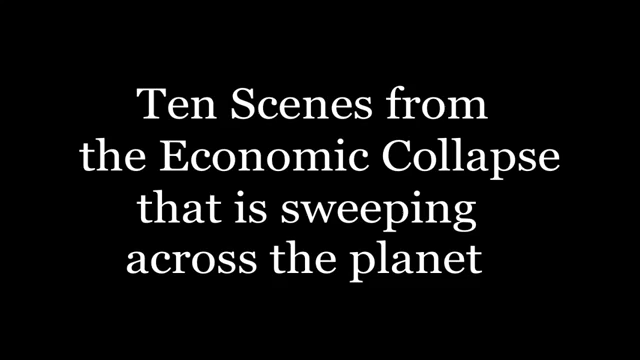 Ten Scenes from
the Economic Collapse
that is sweeping
across the planet